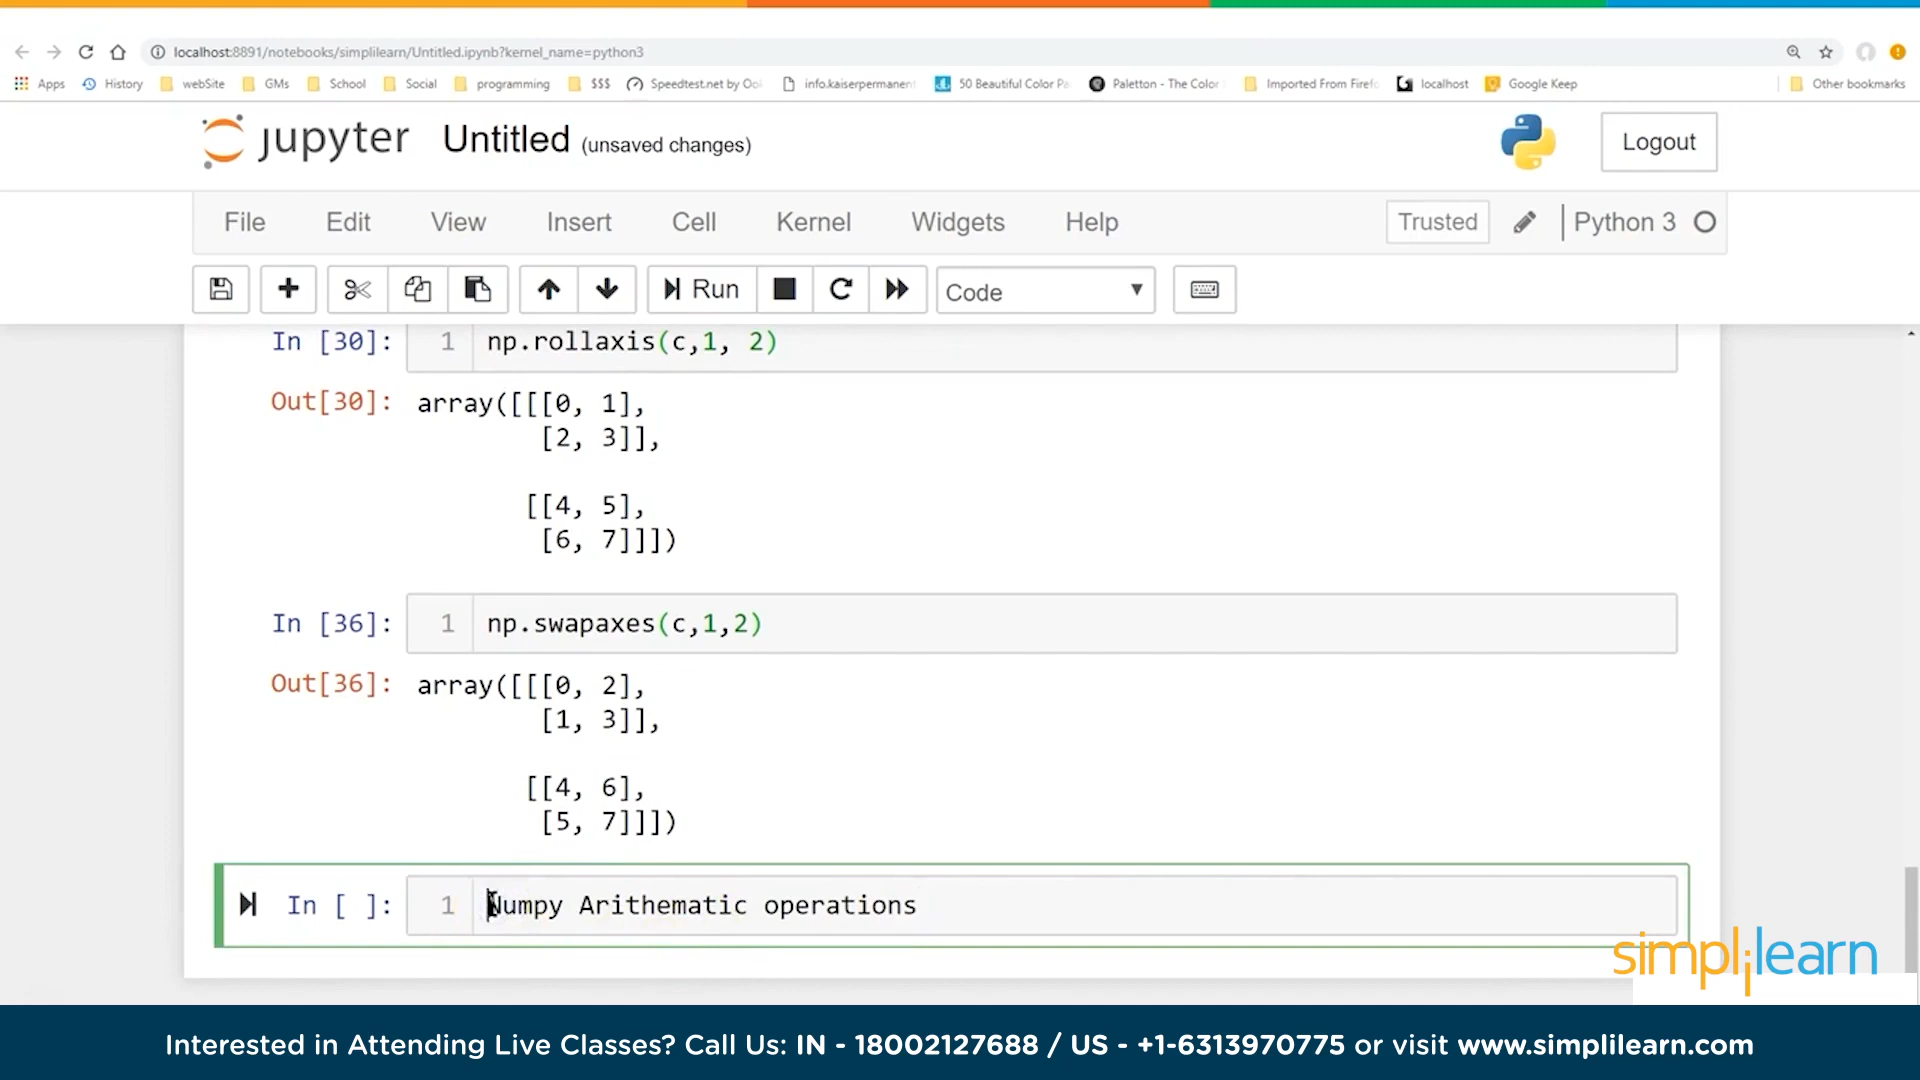 localhost:8891/notebooks/simplilearn/Untitled.ipynb?kernel_name=python3
Apps History webSite GMs School Social programming $$$ Speedtest.net by Ook info.kaiserpermanent 50 Beautiful Color Pa Paletton - The Color Imported From Firefo localhost Google Keep Other bookmarks
jupyter Untitled (unsaved changes) Logout
File Edit View Insert Cell Kernel Widgets Help Trusted Python 3
Run Code
In [30]: 1 np.rollaxis(c,1, 2)
Out[30]: array([[[0, 1],
[2, 3]],
[[4, 5],
[6, 7]]])
In [36]: 1 np.swapaxes(c,1,2)
Out[36]: array([[[0, 2],
[1, 3]],
[[4, 6],
[5, 7]]])
In [ ]: 1 Numpy Arithematic operations
simplilearn
Interested in Attending Live Classes? Call Us: IN - 18002127688 / US - +1-6313970775 or visit www.simplilearn.com